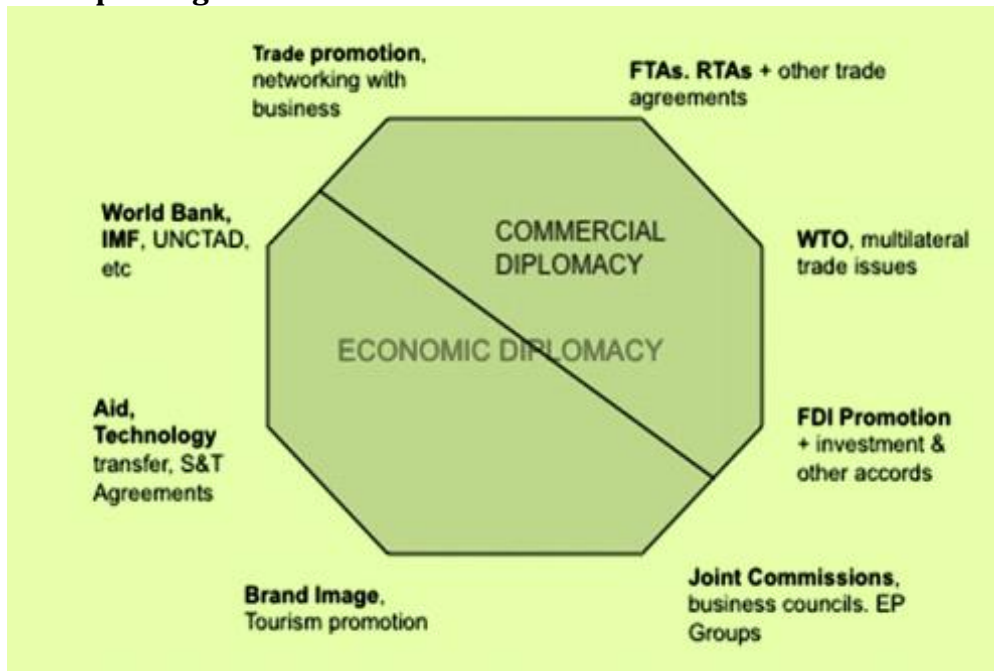 Trade promotion,
networking with
business
FTAs. RTAs + other trade
agreements
World Bank,
IMF, UNCTAD,
etc
COMMERCIAL
DIPLOMACY
WTO, multilateral
trade issues
ECONOMIC DIPLOMACY
Aid,
Technology
transfer, S&T
Agreements
FDI Promotion
+ investment &
other accords
Brand Image,
Tourism promotion
Joint Commissions,
business councils. EP
Groups